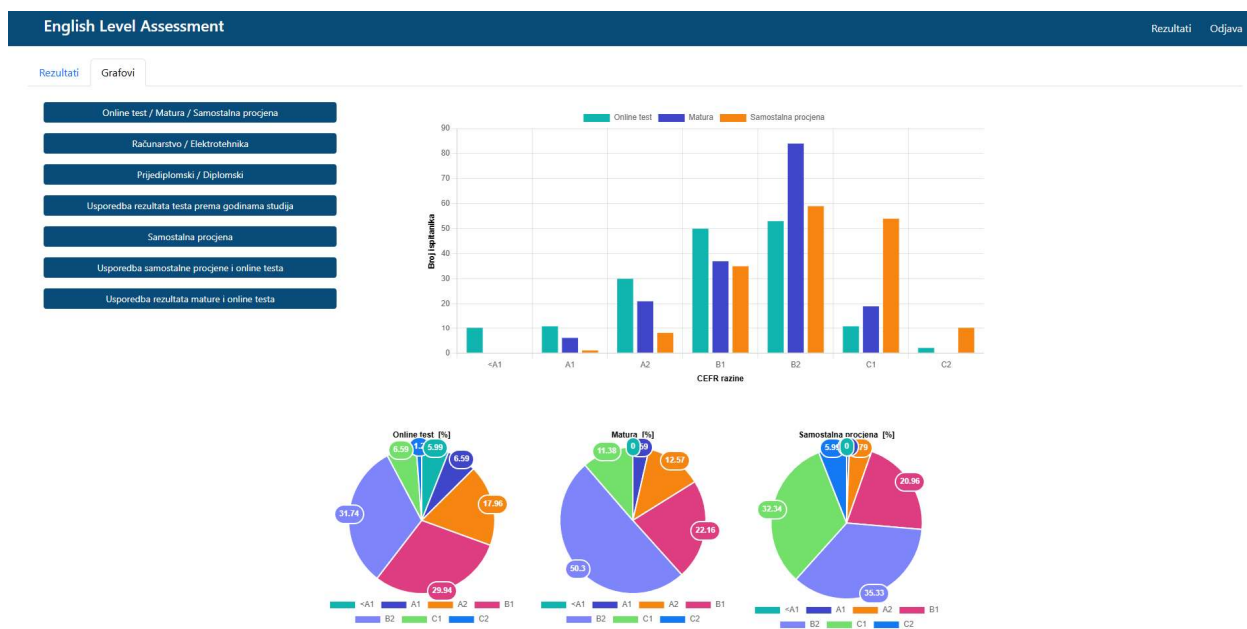 English Level Assessment
Rezultati Odjava
Rezultati Grafovi
Online test / Matura / Samostalna procjena
Računarstvo / Elektrotehnika
Prijediplomski / Diplomski
Usporedba rezultata testa prema godinama studija
Samostalna procjena
Usporedba samostalne procjene i online testa
Usporedba rezultata mature i online testa
Online test Matura Samostalna procjena
Broj ispitanika
90
80
70
60
50
40
30
20
10
0
<A1 A1 A2 B1 B2 C1 C2
CEFR razine
Online test [%]
6.59 5.99
6.59
17.96
31.74
29.94
<A1 A1 A2 B1
B2 C1 C2
Matura [%]
11.38 0
12.57
22.16
50.3
<A1 A1 A2 B1
B2 C1 C2
Samostalna procjena [%]
0
20.96
32.34
35.33
<A1 A1 A2 B1
B2 C1 C2